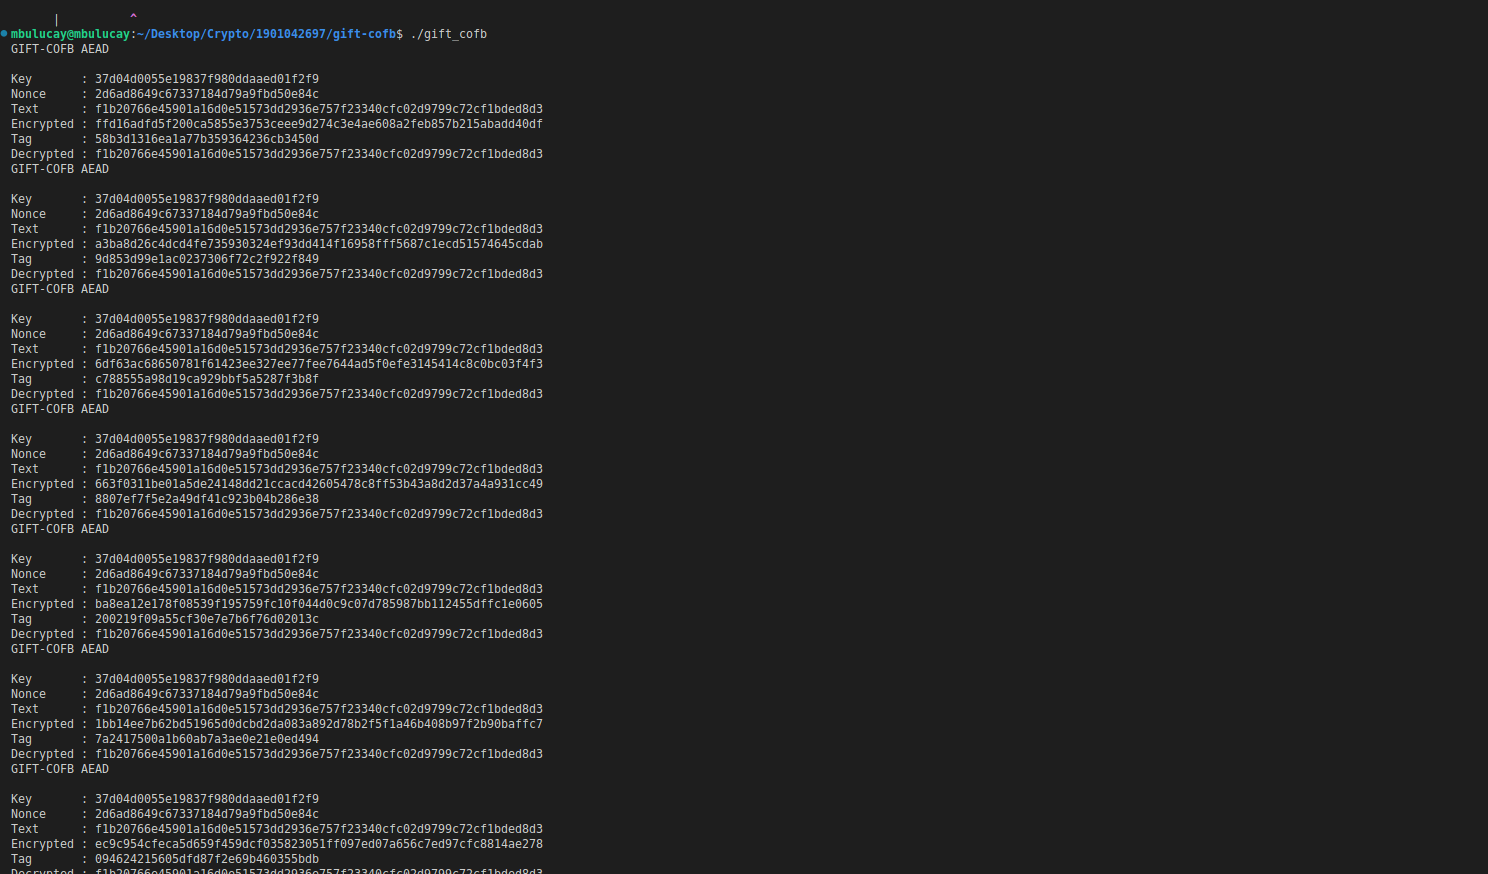 |          ^
mbulucay@mbulucay:~/Desktop/Crypto/1901042697/gift-cofb$ ./gift_cofb
GIFT-COFB AEAD
Key       : 37d04d0055e19837f980ddaaed01f2f9
Nonce     : 2d6ad8649c67337184d79a9fbd50e84c
Text      : f1b20766e45901a16d0e51573dd2936e757f23340cfc02d9799c72cf1bded8d3
Encrypted : ffd16adfd5f200ca5855e3753ceee9d274c3e4ae608a2feb857b215abadd40df
Tag       : 58b3d1316ea1a77b359364236cb3450d
Decrypted : f1b20766e45901a16d0e51573dd2936e757f23340cfc02d9799c72cf1bded8d3
GIFT-COFB AEAD
Key       : 37d04d0055e19837f980ddaaed01f2f9
Nonce     : 2d6ad8649c67337184d79a9fbd50e84c
Text      : f1b20766e45901a16d0e51573dd2936e757f23340cfc02d9799c72cf1bded8d3
Encrypted : a3ba8d26c4dcd4fe735930324ef93dd414f16958fff5687c1ecd51574645cdab
Tag       : 9d853d99e1ac0237306f72c2f922f849
Decrypted : f1b20766e45901a16d0e51573dd2936e757f23340cfc02d9799c72cf1bded8d3
GIFT-COFB AEAD
Key       : 37d04d0055e19837f980ddaaed01f2f9
Nonce     : 2d6ad8649c67337184d79a9fbd50e84c
Text      : f1b20766e45901a16d0e51573dd2936e757f23340cfc02d9799c72cf1bded8d3
Encrypted : 6df63ac68650781f61423ee327ee77fee7644ad5f0efe3145414c8c0bc03f4f3
Tag       : c788555a98d19ca929bbf5a5287f3b8f
Decrypted : f1b20766e45901a16d0e51573dd2936e757f23340cfc02d9799c72cf1bded8d3
GIFT-COFB AEAD
Key       : 37d04d0055e19837f980ddaaed01f2f9
Nonce     : 2d6ad8649c67337184d79a9fbd50e84c
Text      : f1b20766e45901a16d0e51573dd2936e757f23340cfc02d9799c72cf1bded8d3
Encrypted : 663f0311be01a5de24148dd21ccacd42605478c8ff53b43a8d2d37a4a931cc49
Tag       : 8807ef7f5e2a49df41c923b04b286e38
Decrypted : f1b20766e45901a16d0e51573dd2936e757f23340cfc02d9799c72cf1bded8d3
GIFT-COFB AEAD
Key       : 37d04d0055e19837f980ddaaed01f2f9
Nonce     : 2d6ad8649c67337184d79a9fbd50e84c
Text      : f1b20766e45901a16d0e51573dd2936e757f23340cfc02d9799c72cf1bded8d3
Encrypted : ba8ea12e178f08539f195759fc10f044d0c9c07d785987bb112455dffc1e0605
Tag       : 200219f09a55cf30e7e7b6f76d02013c
Decrypted : f1b20766e45901a16d0e51573dd2936e757f23340cfc02d9799c72cf1bded8d3
GIFT-COFB AEAD
Key       : 37d04d0055e19837f980ddaaed01f2f9
Nonce     : 2d6ad8649c67337184d79a9fbd50e84c
Text      : f1b20766e45901a16d0e51573dd2936e757f23340cfc02d9799c72cf1bded8d3
Encrypted : 1bb14ee7b62bd51965d0dcbd2da083a892d78b2f5f1a46b408b97f2b90baffc7
Tag       : 7a2417500a1b60ab7a3ae0e21e0ed494
Decrypted : f1b20766e45901a16d0e51573dd2936e757f23340cfc02d9799c72cf1bded8d3
GIFT-COFB AEAD
Key       : 37d04d0055e19837f980ddaaed01f2f9
Nonce     : 2d6ad8649c67337184d79a9fbd50e84c
Text      : f1b20766e45901a16d0e51573dd2936e757f23340cfc02d9799c72cf1bded8d3
Encrypted : ec9c954cfeca5d659f459dcf035823051ff097ed07a656c7ed97cfc8814ae278
Tag       : 094624215605dfd87f2e69b460355bdb
Decrypted : f1b20766e45901a16d0e51573dd2936e757f23340cfc02d9799c72cf1bded8d3